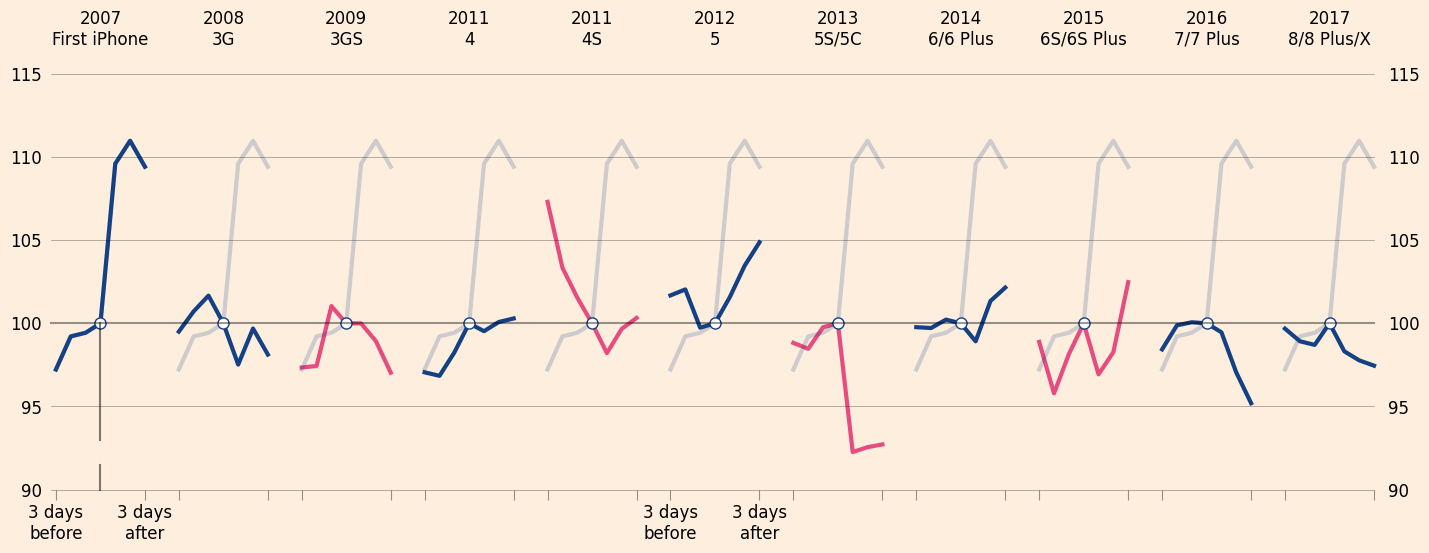 2007 2008 2009 2011 2011 2012 2013 2014 2015 2016 2017
First iPhone 3G 3GS 4 4S 5 5S/5C 6/6 Plus 6S/6S Plus 7/7 Plus 8/8 Plus/X
115 115
110 110
105 105
100 100
95 95
90 90
3 days 3 days 3 days 3 days
before after before after